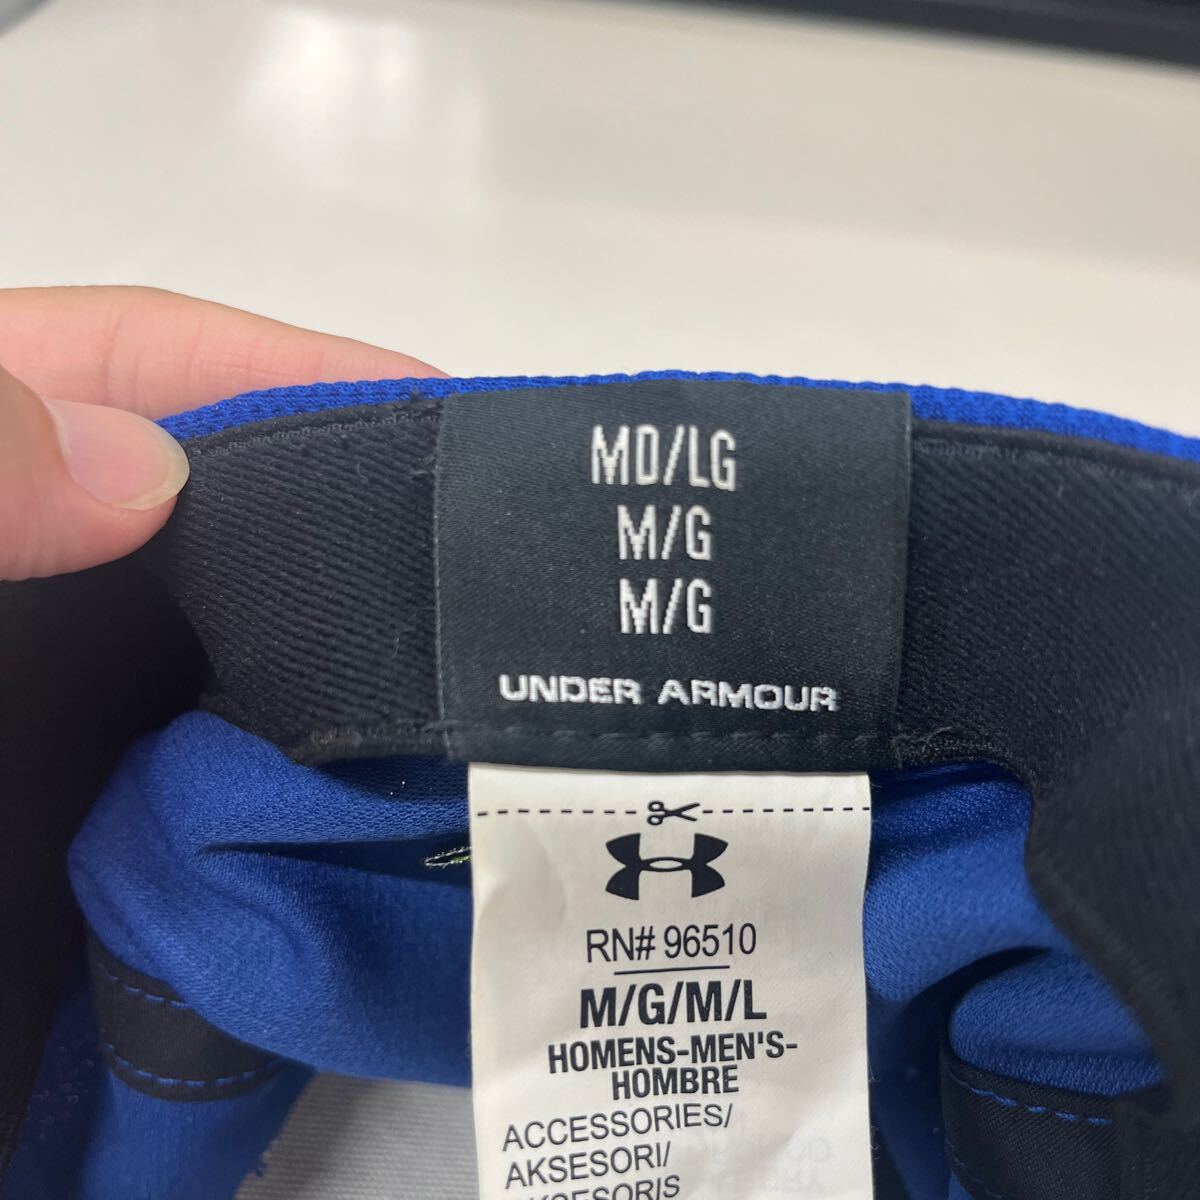 MD/LG
M/G
M/G
UNDER ARMOUR
RN# 96510
M/G/M/L
HOMENS-MEN'S-
HOMBRE
ACCESSORIES/
AKSESORI/